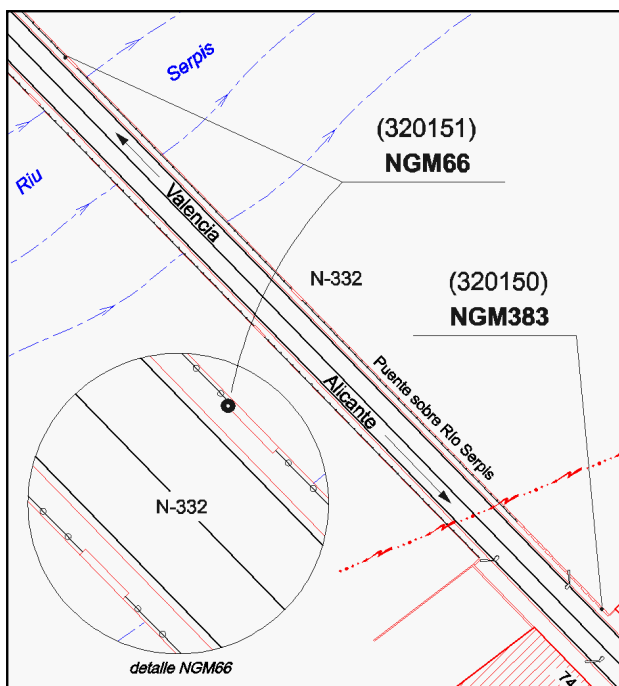 Serpis
(320151)
NGM66
Riu
Valencia
N-332
(320150)
NGM383
Puente sobre Río Serpis
Alicante
N-332
detalle NGM66
74